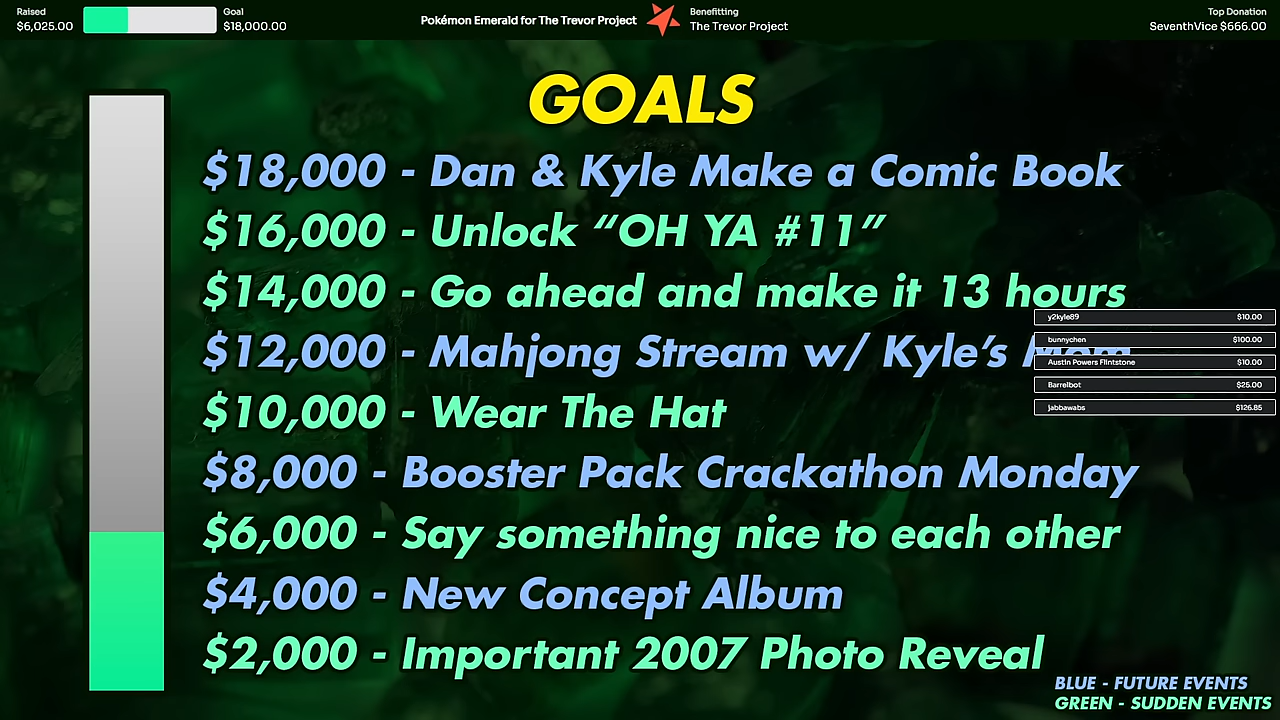 Raised
$6,025.00
Goal
$18,000.00
Pokémon Emerald for The Trevor Project
Benefitting
The Trevor Project
Top Donation
SeventhVice $666.00
GOALS
$18,000 - Dan & Kyle Make a Comic Book
$16,000 - Unlock “OH YA #11”
$14,000 - Go ahead and make it 13 hours
$12,000 - Mahjong Stream w/ Kyle’s Mom
$10,000 - Wear The Hat
$8,000 - Booster Pack Crackathon Monday
$6,000 - Say something nice to each other
$4,000 - New Concept Album
$2,000 - Important 2007 Photo Reveal
y2kyle89 $10.00
bunnychen $100.00
Austin Powers Flintstone $10.00
Barrelbot $25.00
jabbawabs $126.85
BLUE - FUTURE EVENTS
GREEN - SUDDEN EVENTS